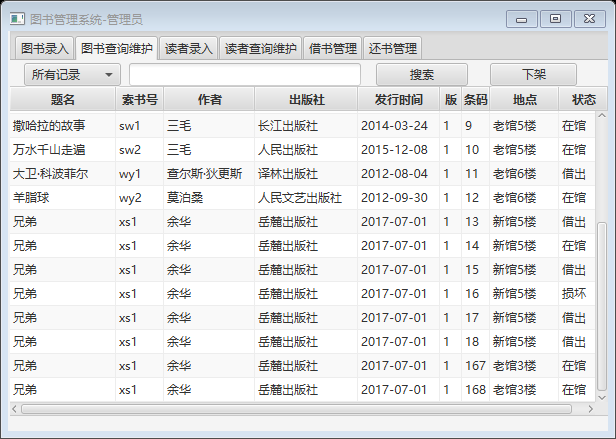 图书管理系统-管理员
图书录入 图书查询维护 读者录入 读者查询维护 借书管理 还书管理
所有记录 搜索 下架
题名 索书号 作者 出版社 发行时间 版 条码 地点 状态
撒哈拉的故事 sw1 三毛 长江出版社 2014-03-24 1 9 老馆5楼 在馆
万水千山走遍 sw2 三毛 人民出版社 2015-12-08 1 10 老馆5楼 在馆
大卫·科波菲尔 wy1 查尔斯·狄更斯 译林出版社 2012-08-04 1 11 老馆6楼 借出
羊脂球 wy2 莫泊桑 人民文艺出版社 2012-09-30 1 12 老馆6楼 在馆
兄弟 xs1 余华 岳麓出版社 2017-07-01 1 13 新馆5楼 借出
兄弟 xs1 余华 岳麓出版社 2017-07-01 1 14 新馆5楼 在馆
兄弟 xs1 余华 岳麓出版社 2017-07-01 1 15 新馆5楼 借出
兄弟 xs1 余华 岳麓出版社 2017-07-01 1 16 新馆5楼 损坏
兄弟 xs1 余华 岳麓出版社 2017-07-01 1 17 新馆5楼 借出
兄弟 xs1 余华 岳麓出版社 2017-07-01 1 18 新馆5楼 借出
兄弟 xs1 余华 岳麓出版社 2017-07-01 1 167 老馆3楼 在馆
兄弟 xs1 余华 岳麓出版社 2017-07-01 1 168 老馆3楼 在馆